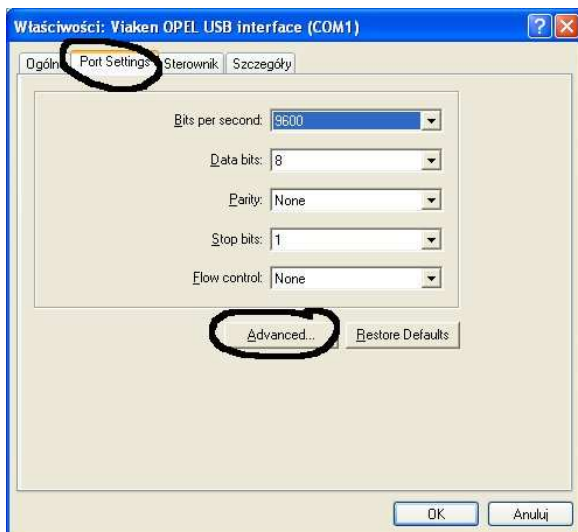 Właściwości: Viaken OPEL USB interface (COM1)
Ogóln Port Settings Sterownik Szczegóły
Bits per second: 9600
Data bits: 8
Parity: None
Stop bits: 1
Flow control: None
Advanced... Restore Defaults
OK Anuluj